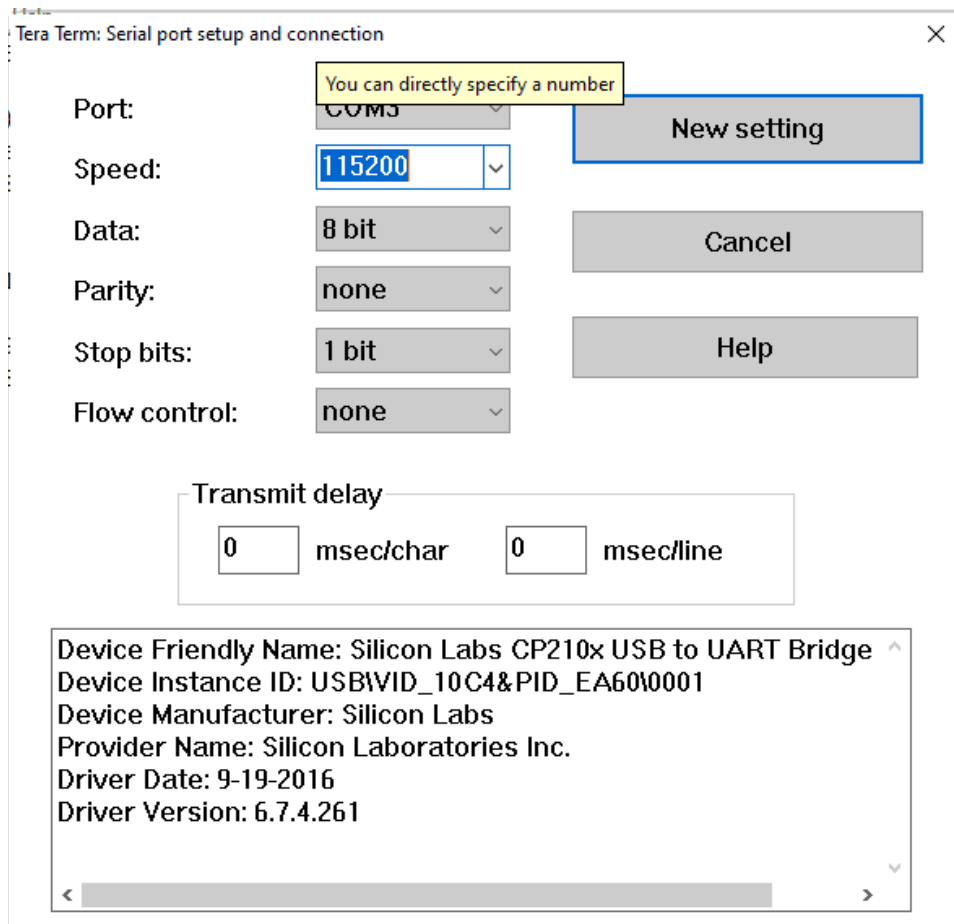 Tera Term: Serial port setup and connection
You can directly specify a number
Port: COM3
New setting
Speed: 115200
Data: 8 bit
Cancel
Parity: none
Stop bits: 1 bit
Help
Flow control: none
Transmit delay
0 msec/char 0 msec/line
Device Friendly Name: Silicon Labs CP210x USB to UART Bridge
Device Instance ID: USB\VID_10C4&PID_EA60\0001
Device Manufacturer: Silicon Labs
Provider Name: Silicon Laboratories Inc.
Driver Date: 9-19-2016
Driver Version: 6.7.4.261